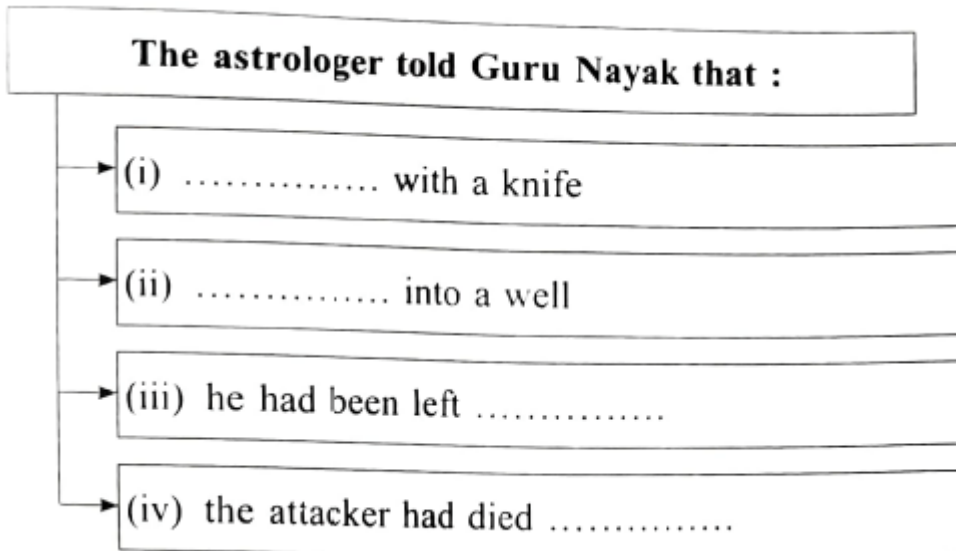 The astrologer told Guru Nayak that :
(i) ............... with a knife
(ii) ............... into a well
(iii) he had been left ...............
(iv) the attacker had died ...............